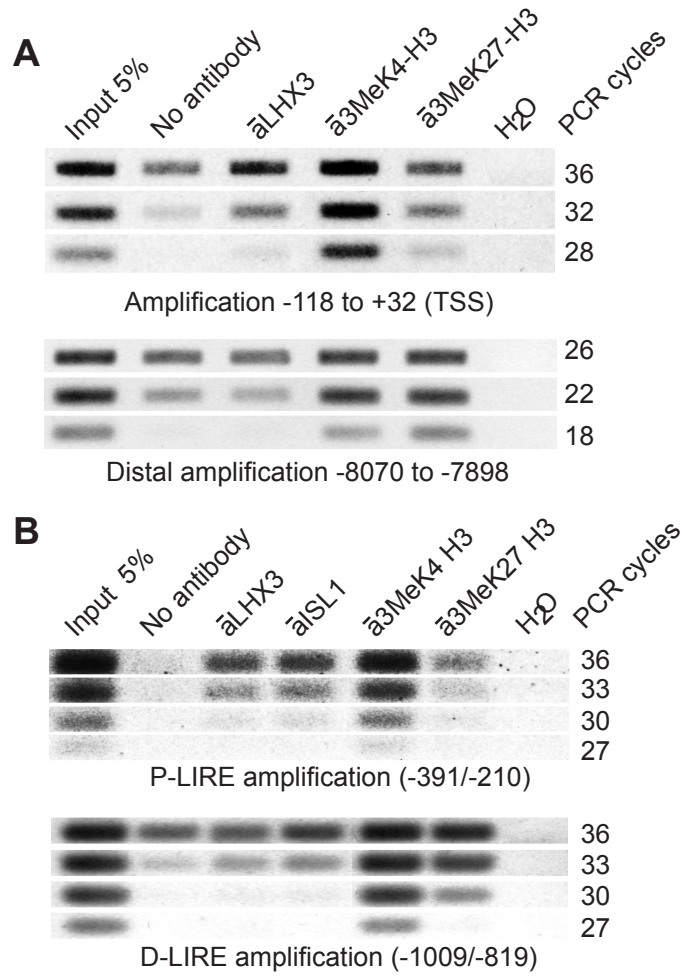 A
Input 5%
No antibody
āLHX3
ā3MeK4-H3
ā3MeK27-H3
H2O
PCR cycles
36
32
28
Amplification -118 to +32 (TSS)
26
22
18
Distal amplification -8070 to -7898
B
Input 5%
No antibody
āLHX3
āISL1
ā3MeK4 H3
ā3MeK27 H3
H2O
PCR cycles
36
33
30
27
P-LIRE amplification (-391/-210)
36
33
30
27
D-LIRE amplification (-1009/-819)